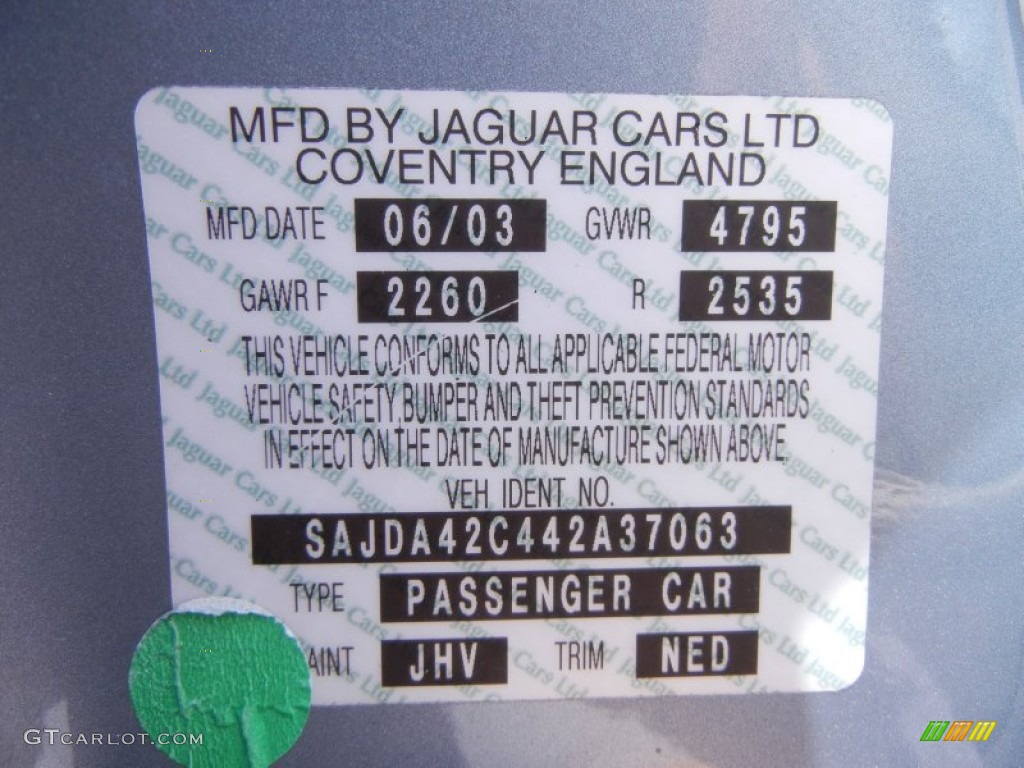 MFD BY JAGUAR CARS LTD
COVENTRY ENGLAND
MFD DATE 06/03 GVWR 4795
GAWR F 2260 R 2535
THIS VEHICLE CONFORMS TO ALL APPLICABLE FEDERAL MOTOR
VEHICLE SAFETY, BUMPER AND THEFT PREVENTION STANDARDS
IN EFFECT ON THE DATE OF MANUFACTURE SHOWN ABOVE.
VEH. IDENT. NO.
SAJDA42C442A37063
TYPE PASSENGER CAR
AINT JHV TRIM NED
GTCARLOT.COM